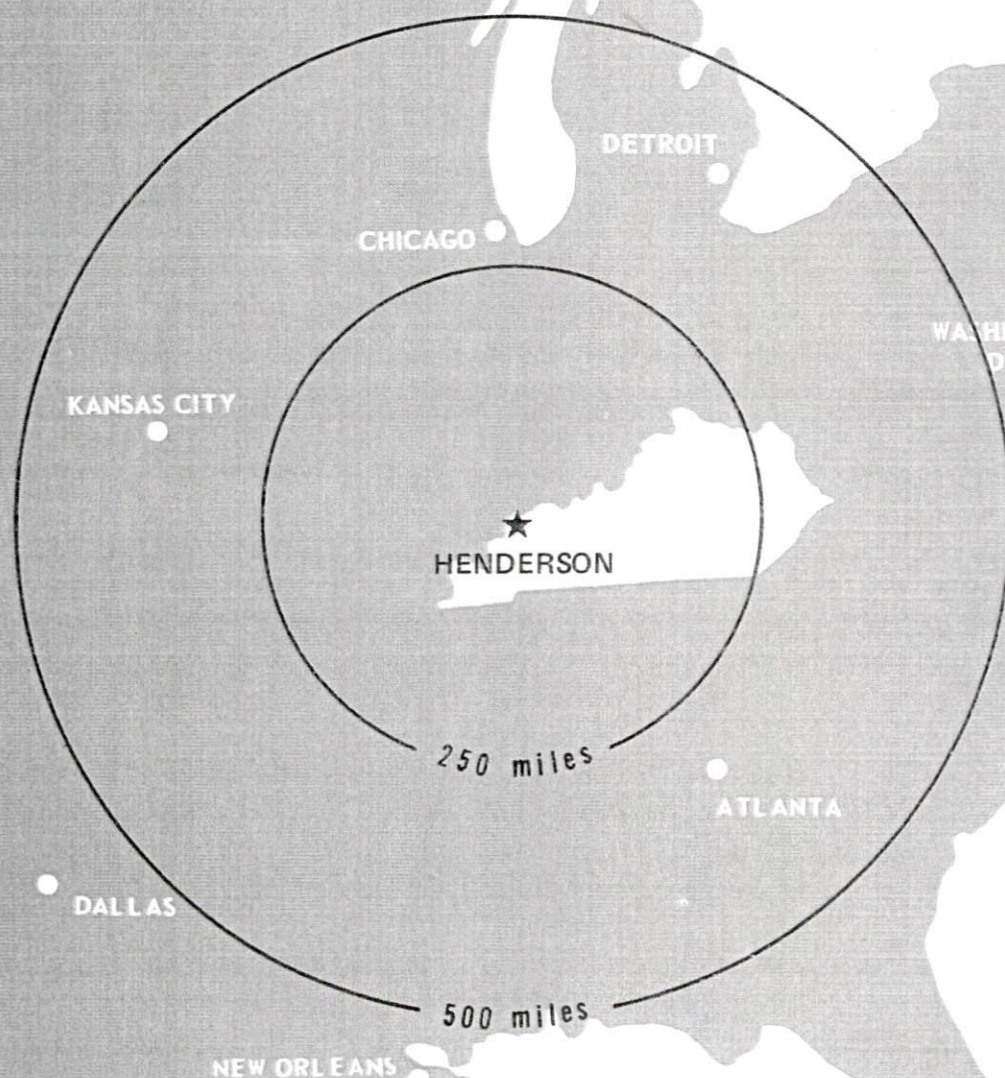 DETROIT
CHICAGO
KANSAS CITY
HENDERSON
250 miles
ATLANTA
DALLAS
500 miles
NEW ORLEANS